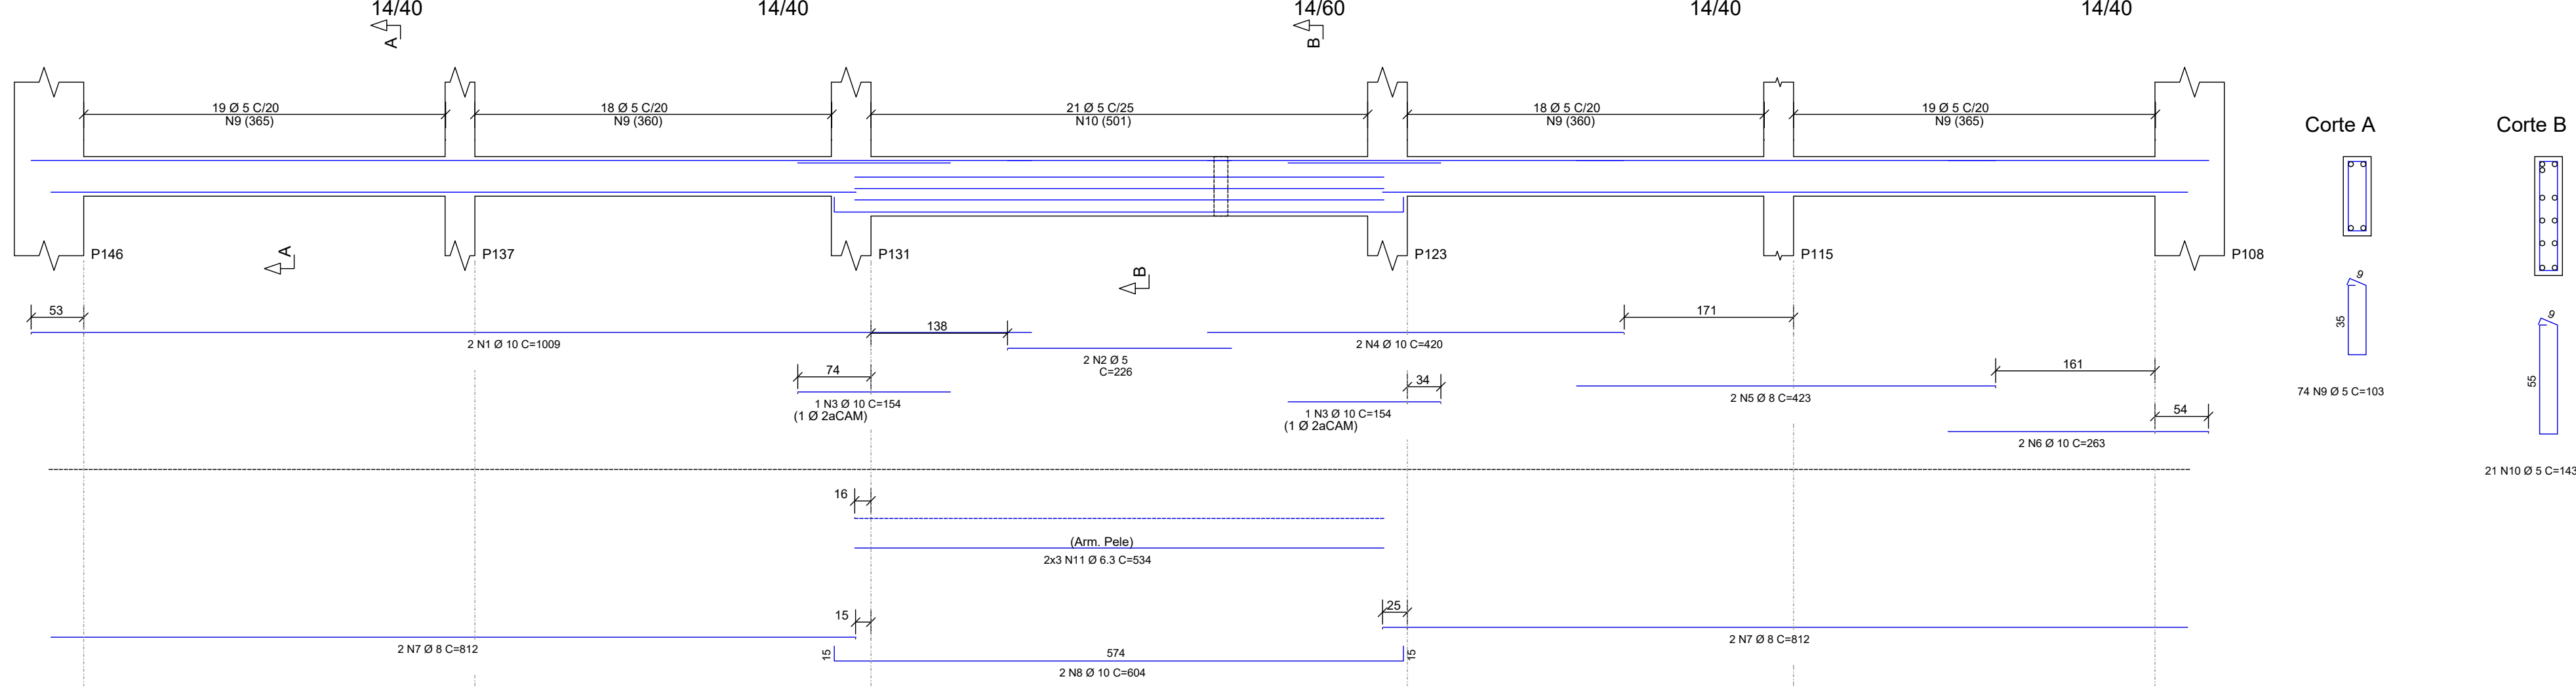 14/40
14/40
14/60
14/40
14/40
A
B
19 Ø 5 C/20
N9 (365)
18 Ø 5 C/20
N9 (360)
21 Ø 5 C/25
N10 (501)
18 Ø 5 C/20
N9 (360)
19 Ø 5 C/20
N9 (365)
Corte A
Corte B
A
B
P146
P137
P131
P123
P115
P108
9
35
74 N9 Ø 5 C=103
9
55
21 N10 Ø 5 C=143
53
2 N1 Ø 10 C=1009
138
2 N2 Ø 5
C=226
2 N4 Ø 10 C=420
171
74
1 N3 Ø 10 C=154
(1 Ø 2aCAM)
34
1 N3 Ø 10 C=154
(1 Ø 2aCAM)
2 N5 Ø 8 C=423
161
54
2 N6 Ø 10 C=263
16
(Arm. Pele)
2x3 N11 Ø 6.3 C=534
15
25
2 N7 Ø 8 C=812
2 N7 Ø 8 C=812
15
574
15
2 N8 Ø 10 C=604